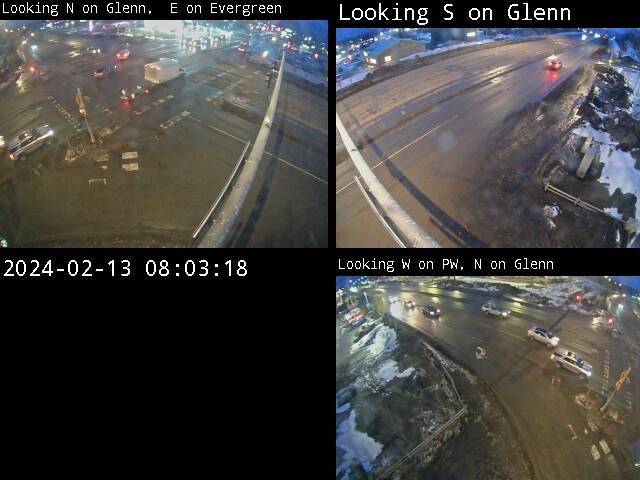 Looking N on Glenn,  E on Evergreen
Looking S on Glenn
2024-02-13 08:03:18
Looking W on PW, N on Glenn